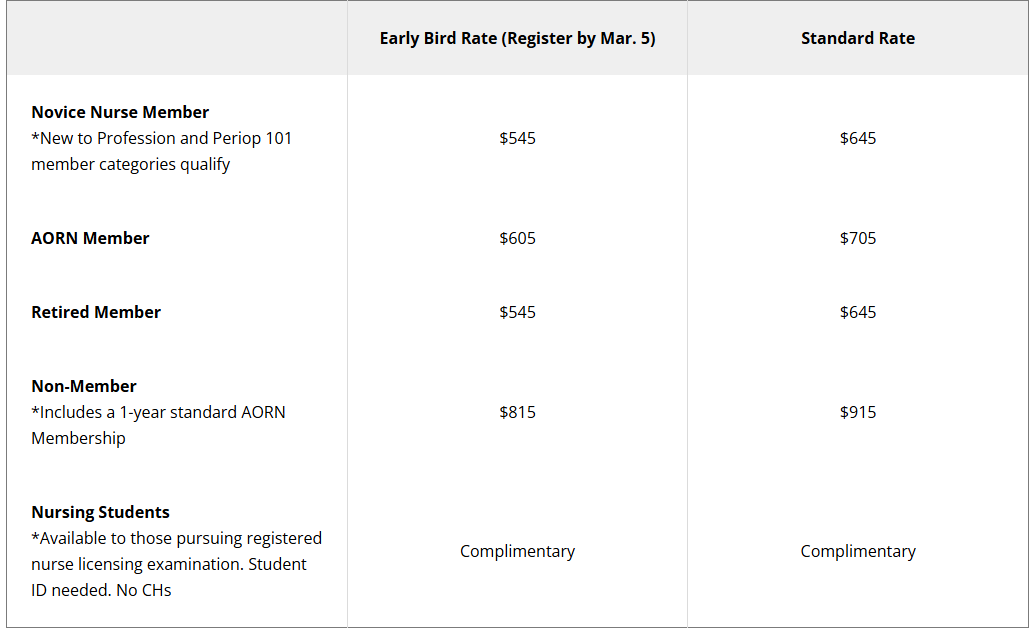 Early Bird Rate (Register by Mar. 5) Standard Rate
Novice Nurse Member
*New to Profession and Periop 101
member categories qualify
$545 $645
AORN Member $605 $705
Retired Member $545 $645
Non-Member
*Includes a 1-year standard AORN
Membership
$815 $915
Nursing Students
*Available to those pursuing registered
nurse licensing examination. Student
ID needed. No CHs
Complimentary Complimentary